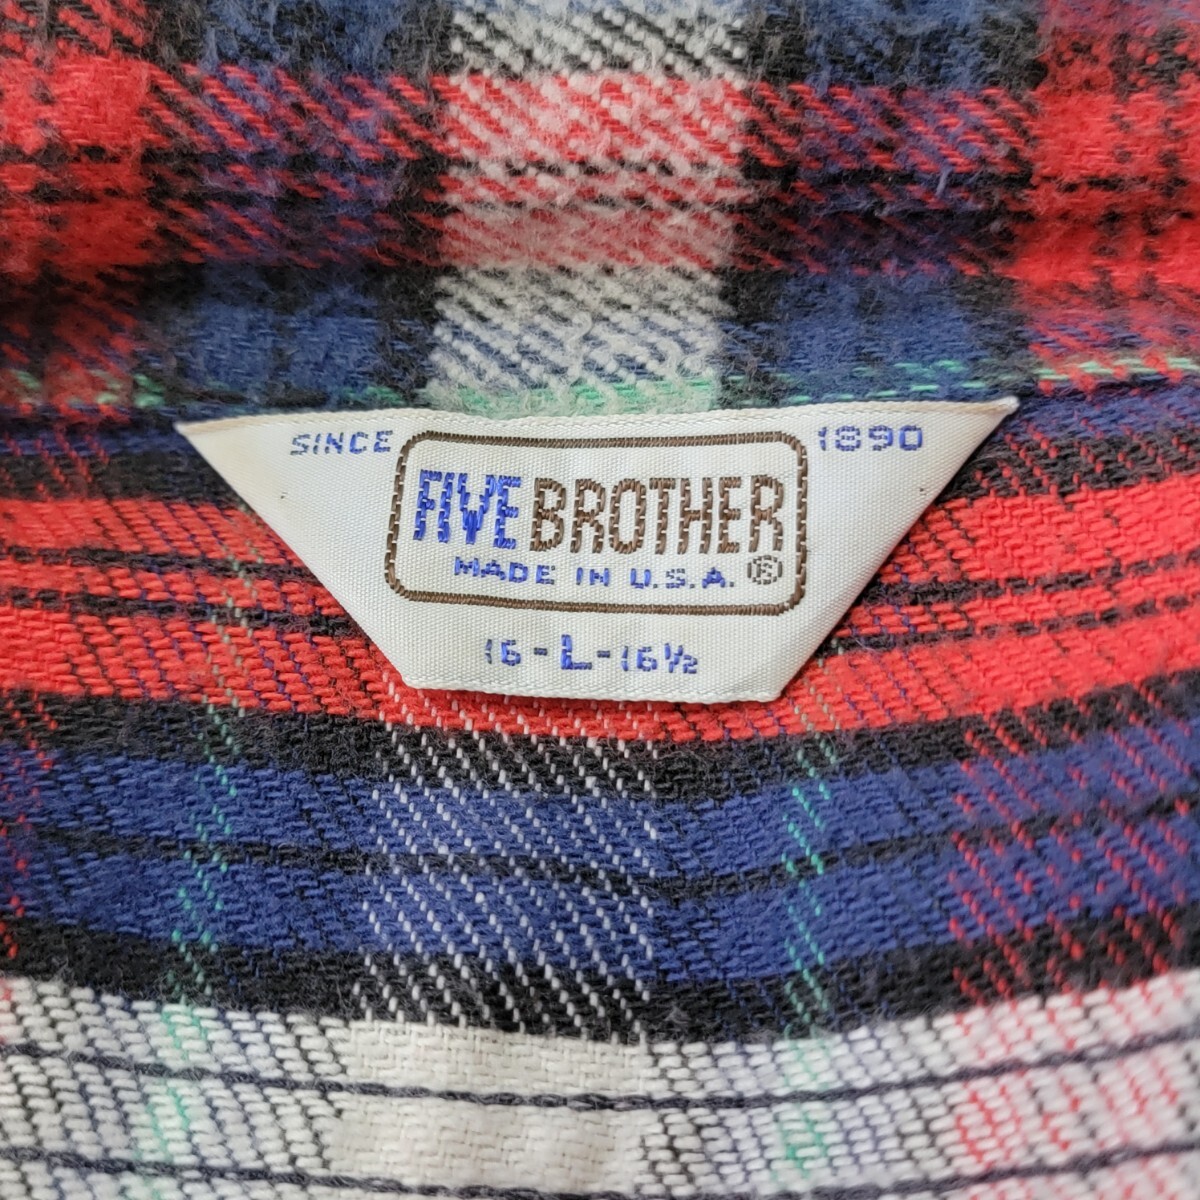 SINCE 1890
FIVE BROTHER
MADE IN U.S.A. ®
16-L-16½